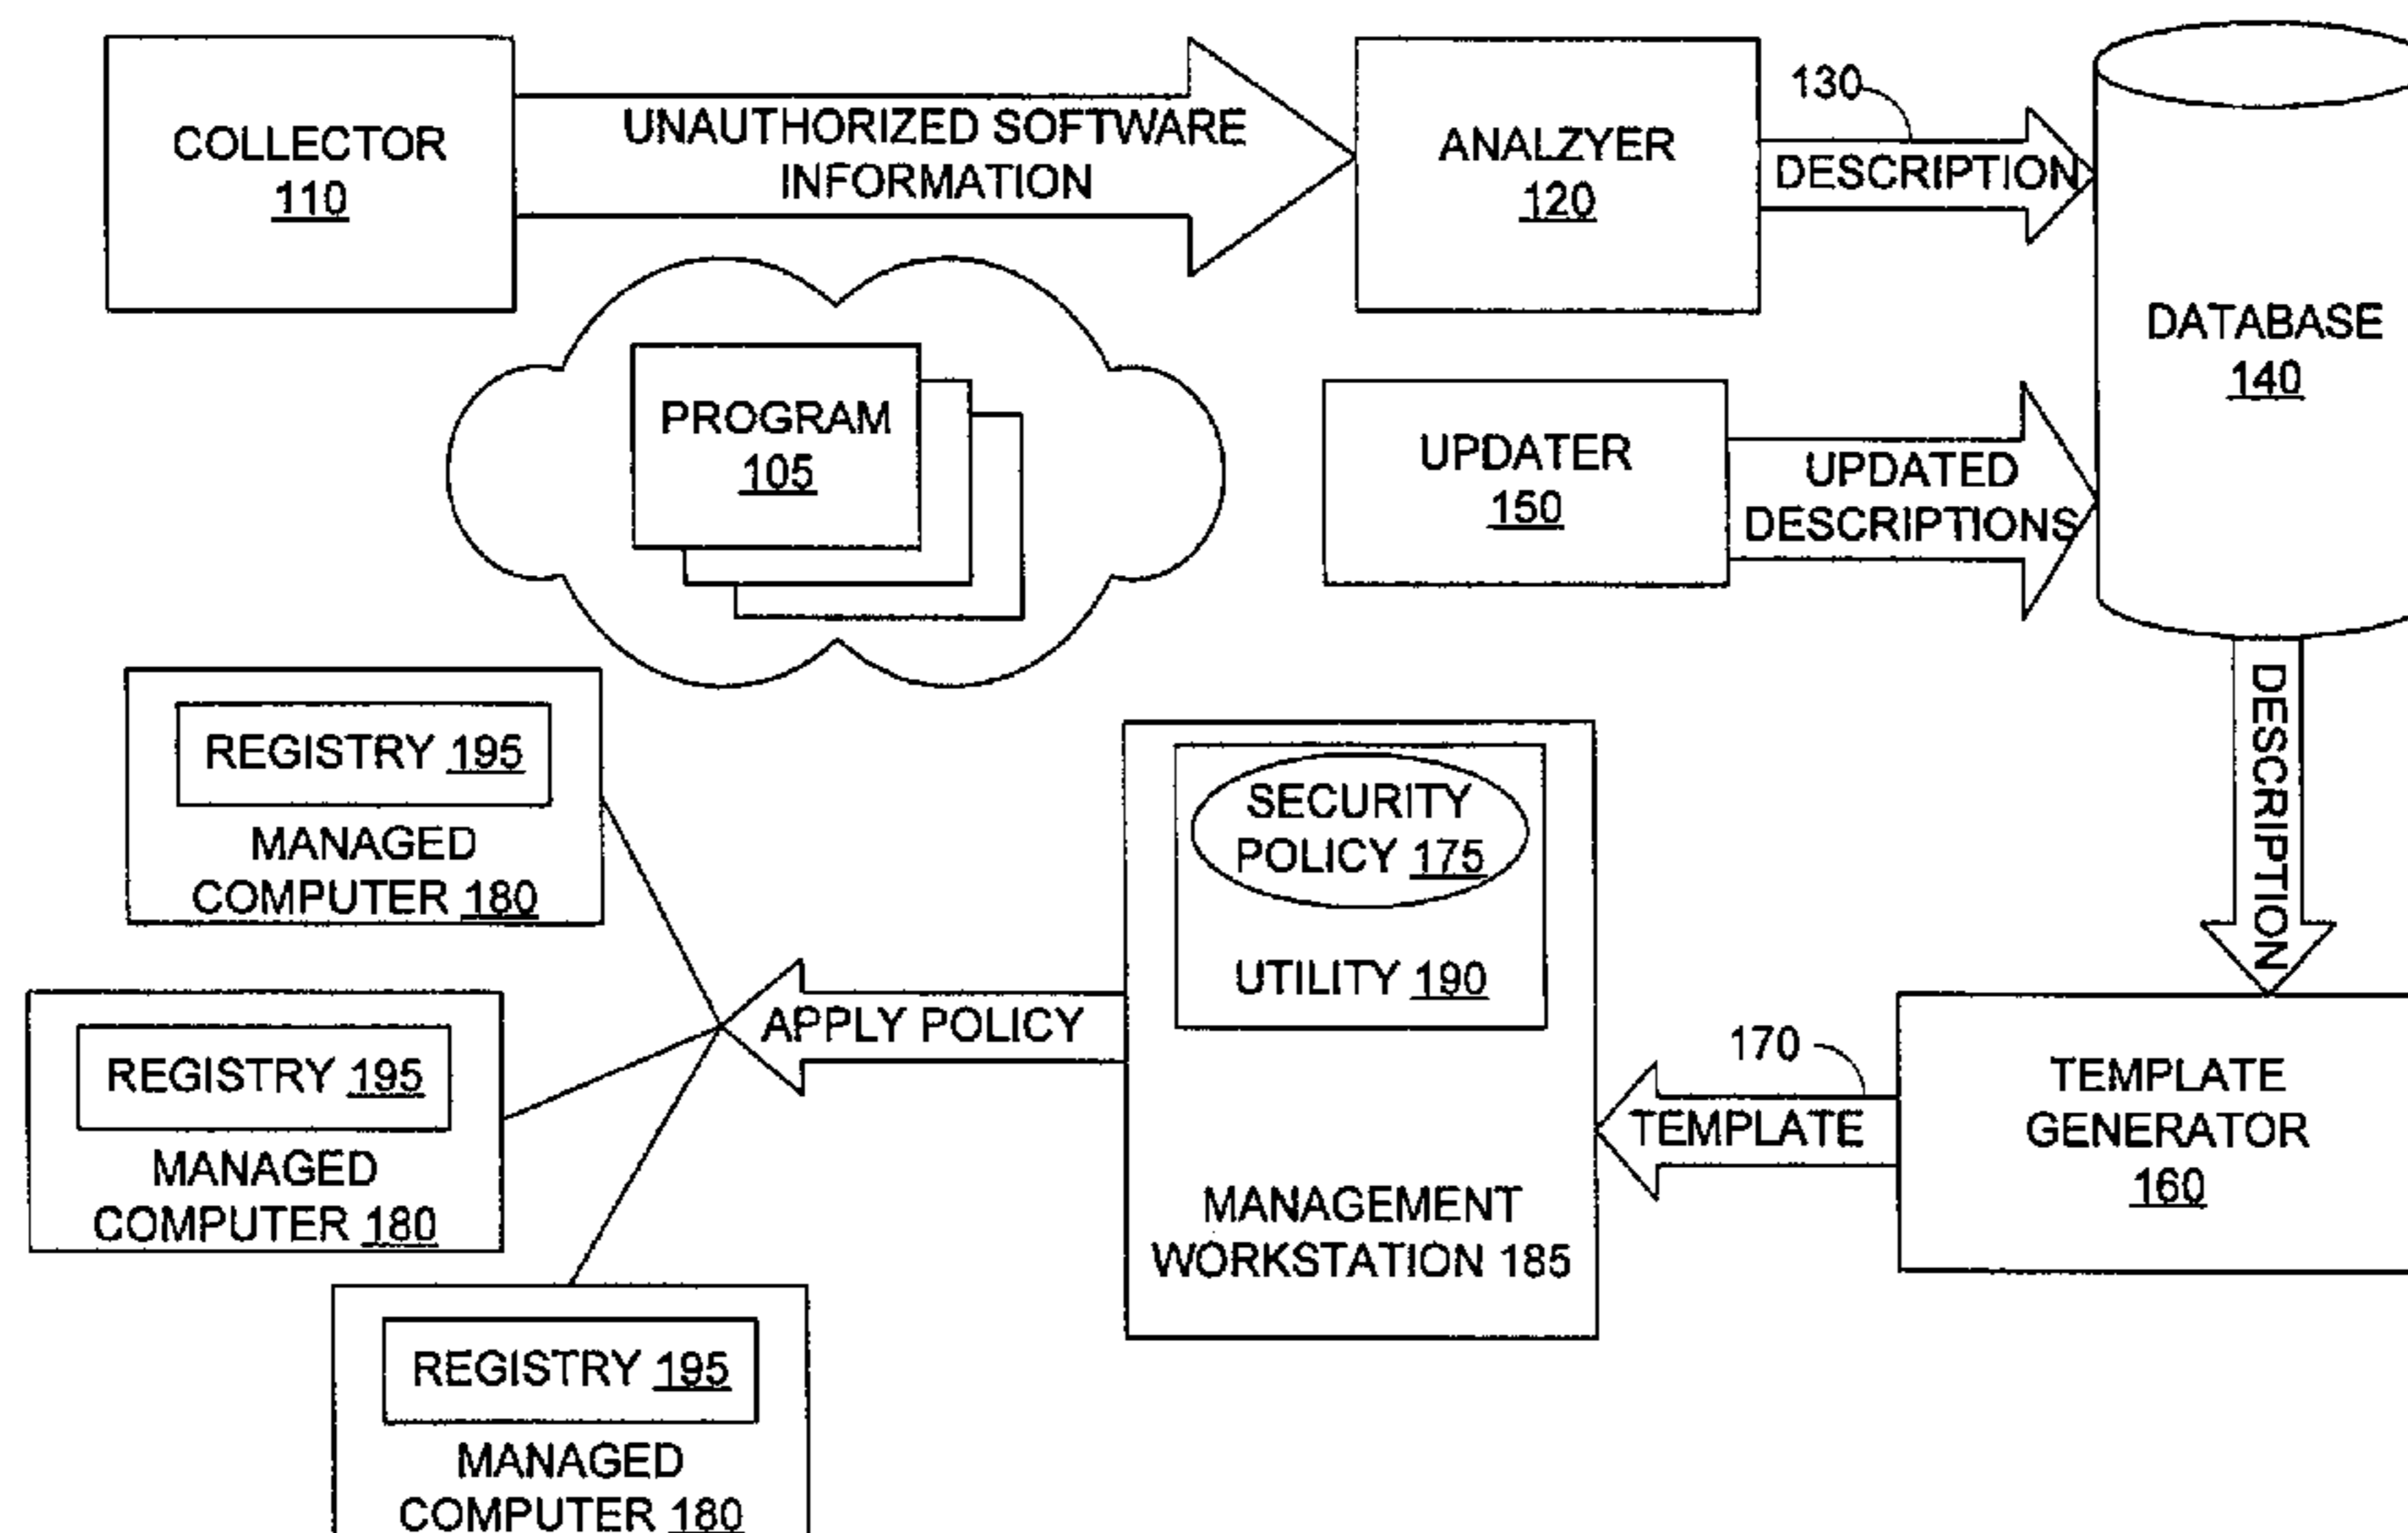 COLLECTOR
110
UNAUTHORIZED SOFTWARE
INFORMATION
ANALZYER
120
130
DESCRIPTION
DATABASE
140
PROGRAM
105
UPDATER
150
UPDATED
DESCRIPTIONS
DESCRIPTION
REGISTRY 195
MANAGED
COMPUTER 180
SECURITY
POLICY 175
UTILITY 190
MANAGEMENT
WORKSTATION 185
APPLY POLICY
170
TEMPLATE
TEMPLATE
GENERATOR
160
REGISTRY 195
MANAGED
COMPUTER 180
REGISTRY 195
MANAGED
COMPUTER 180